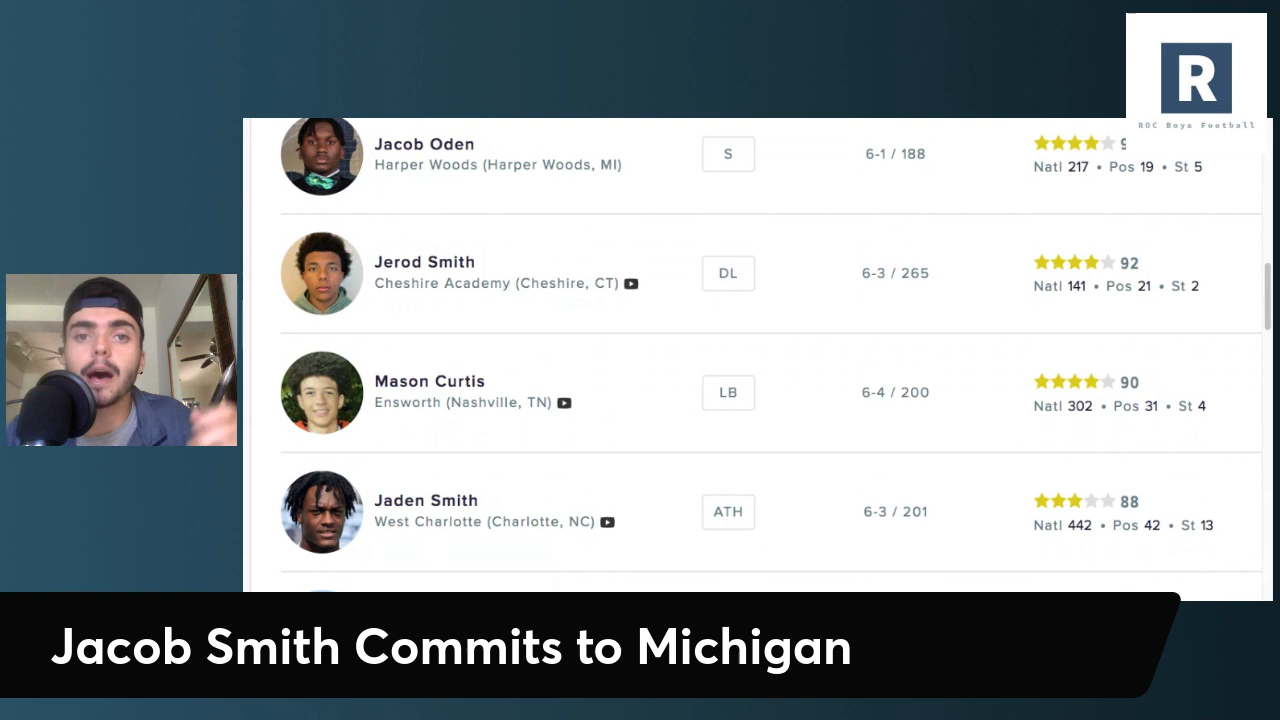 R
ROC Boys Football
Jacob Oden
Harper Woods (Harper Woods, MI)
S
6-1 / 188
Natl 217 • Pos 19 • St 5
Jerod Smith
Cheshire Academy (Cheshire, CT)
DL
6-3 / 265
92
Natl 141 • Pos 21 • St 2
Mason Curtis
Ensworth (Nashville, TN)
LB
6-4 / 200
90
Natl 302 • Pos 31 • St 4
Jaden Smith
West Charlotte (Charlotte, NC)
ATH
6-3 / 201
88
Natl 442 • Pos 42 • St 13
Jacob Smith Commits to Michigan